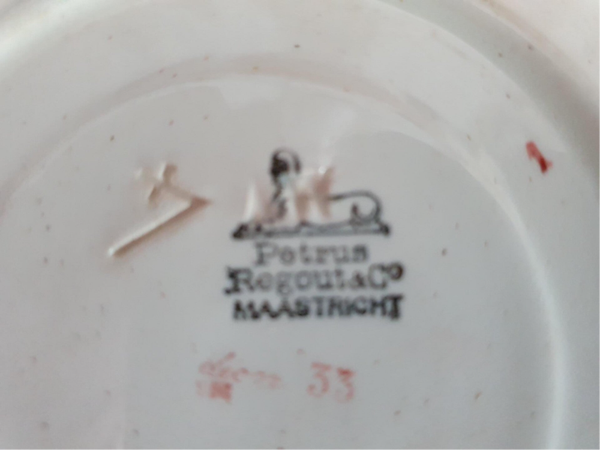 Petrus
Regout & Co
MAASTRICHT
33